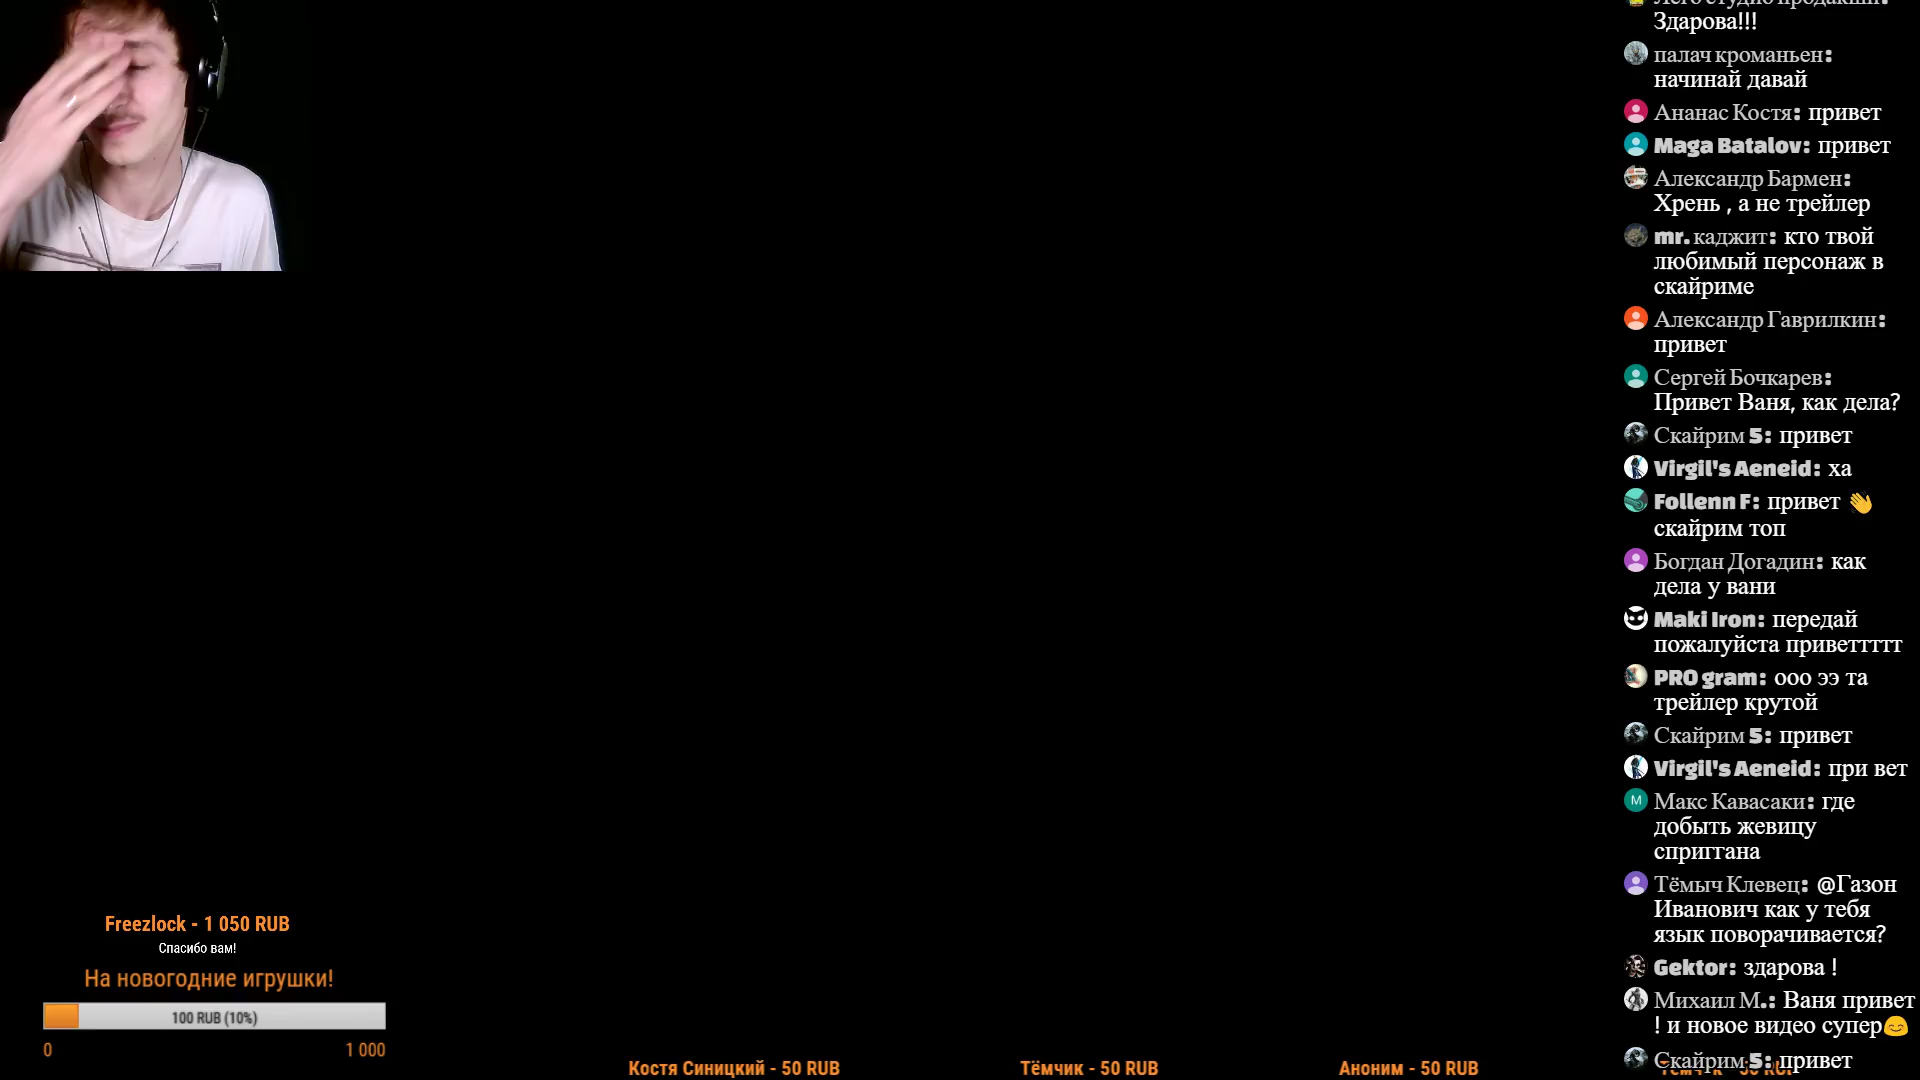 Здарова!!!
палач кроманьен:
начинай давай
Ананас Костя: привет
Maga Batalov: привет
Александр Бармен:
Хрень , а не трейлер
mr. каджит: кто твой
любимый персонаж в
скайриме
Александр Гаврилкин:
привет
Сергей Бочкарев:
Привет Ваня, как дела?
Скайрим 5: привет
Virgil's Aeneid: ха
Follenn F: привет 👋
скайрим топ
Богдан Догадин: как
дела у вани
Maki Iron: передай
пожалуйста приветтттт
PRO gram: ооо ээ та
трейлер крутой
Скайрим 5: привет
Virgil's Aeneid: при вет
М Макс Кавасаки: где
добыть жевицу
сприггана
Тёмыч Клевец: @Газон
Иванович как у тебя
язык поворачивается?
Gektor: здарова !
Михаил М.: Ваня привет
! и новое видео супер😊
Скайрим 5: привет
Freezlock - 1 050 RUB
Спасибо вам!
На новогодние игрушки!
100 RUB (10%)
0 1 000
Костя Синицкий - 50 RUB Тёмчик - 50 RUB Аноним - 50 RUB